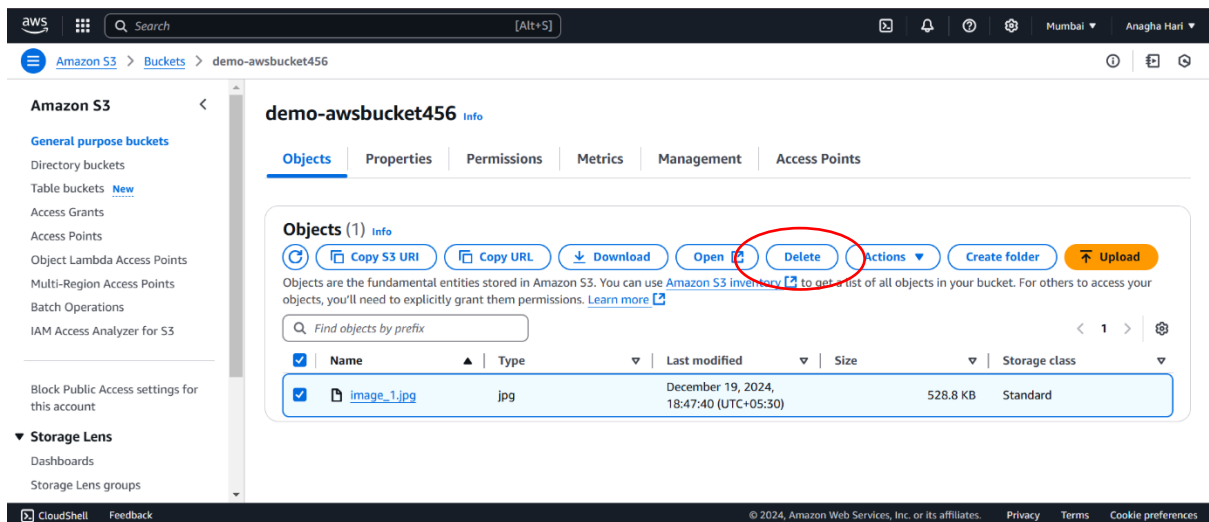 aws
Search [Alt+S]
Mumbai ▼ Anagha Hari ▼
Amazon S3 > Buckets > demo-awsbucket456
Amazon S3
General purpose buckets
Directory buckets
Table buckets New
Access Grants
Access Points
Object Lambda Access Points
Multi-Region Access Points
Batch Operations
IAM Access Analyzer for S3
Block Public Access settings for
this account
▼ Storage Lens
Dashboards
Storage Lens groups
demo-awsbucket456 Info
Objects Properties Permissions Metrics Management Access Points
Objects (1) Info
Copy S3 URI Copy URL Download Open Delete Actions ▼ Create folder Upload
Objects are the fundamental entities stored in Amazon S3. You can use Amazon S3 inventory to get a list of all objects in your bucket. For others to access your
objects, you'll need to explicitly grant them permissions. Learn more
Find objects by prefix
< 1 >
Name ▲ Type Last modified Size Storage class
image_1.jpg jpg December 19, 2024, 528.8 KB Standard
18:47:40 (UTC+05:30)
CloudShell Feedback © 2024, Amazon Web Services, Inc. or its affiliates. Privacy Terms Cookie preferences